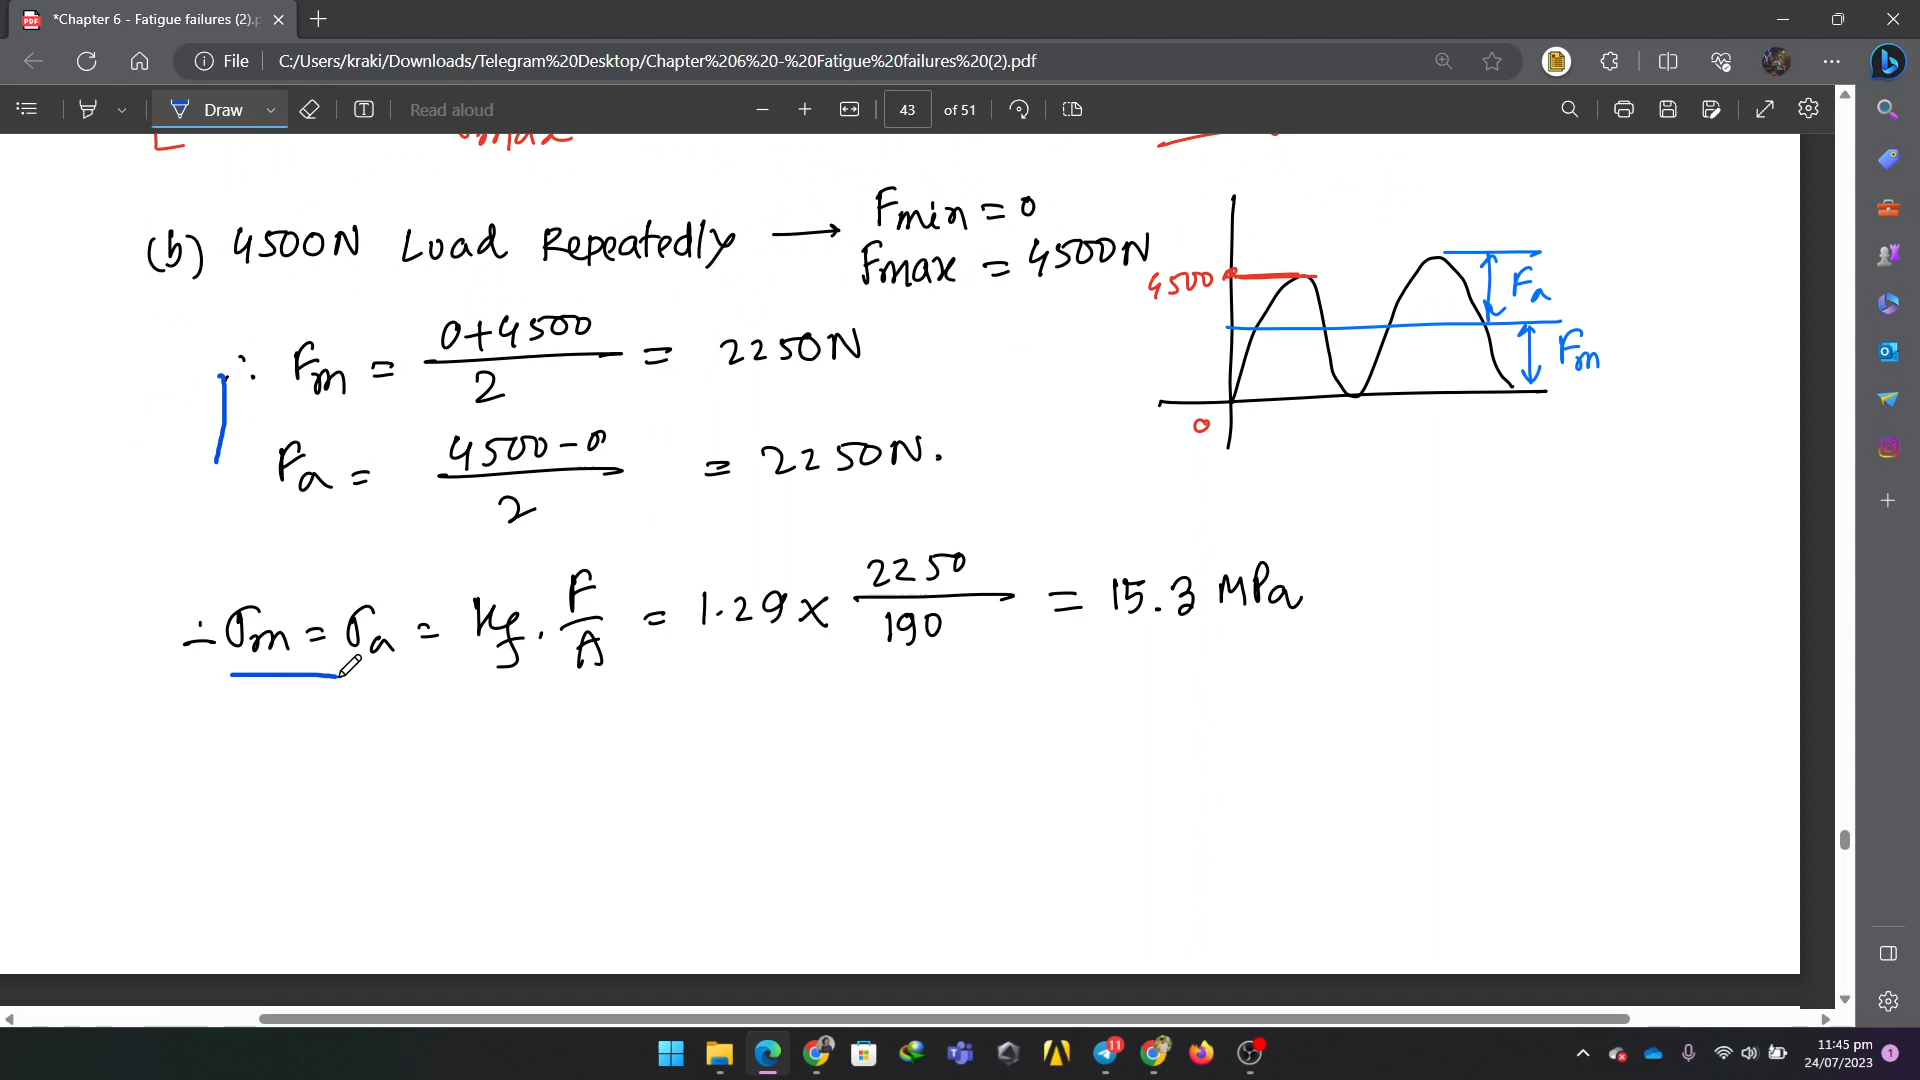 *Chapter 6 - Fatigue failures (2).p
File C:/Users/kraki/Downloads/Telegram%20Desktop/Chapter%206%20-%20Fatigue%20failures%20(2).pdf
Draw Read aloud 43 of 51
(b) 4500N Load Repeatedly → Fmin = 0
Fmax = 4500N
∴ Fm = (0+4500)/2 = 2250N
Fa = (4500-0)/2 = 2250N.
4500
0
Fa
Fm
∴ σm = σa = kf · F/A = 1.29 × 2250/190 = 15.3 MPa
11
11:45 pm
24/07/2023
1